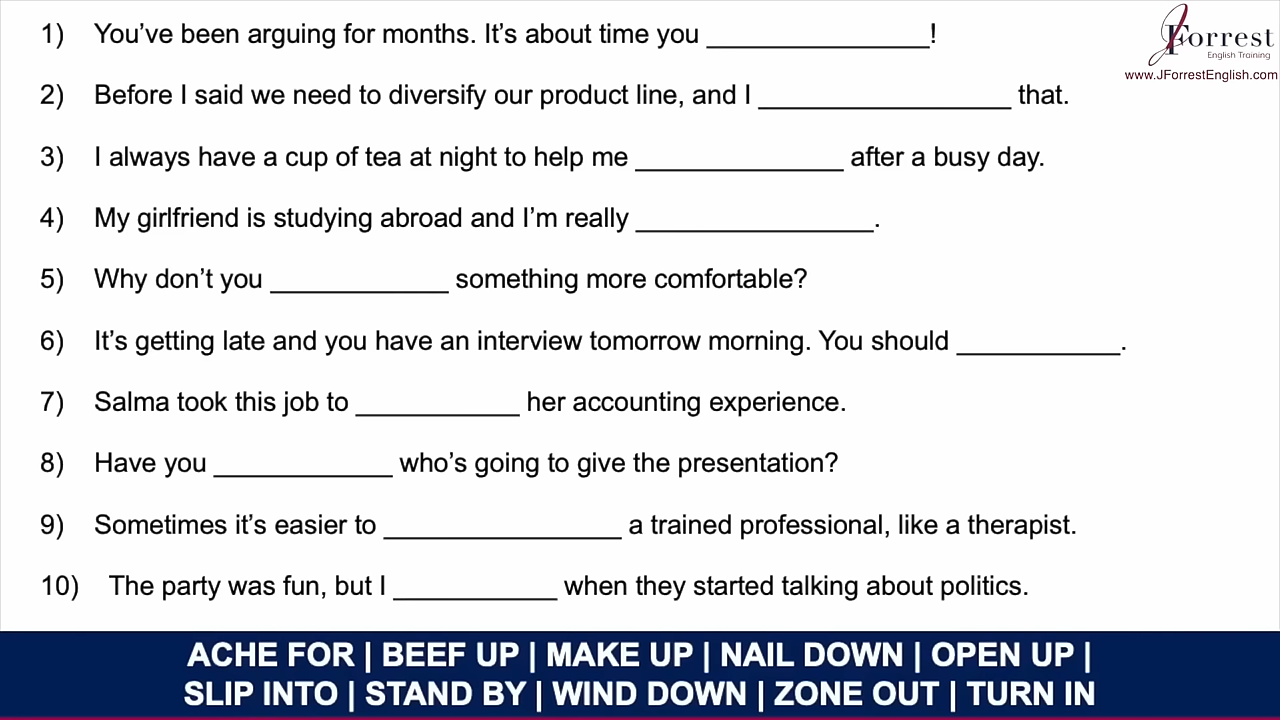 1) You’ve been arguing for months. It’s about time you _______________!
2) Before I said we need to diversify our product line, and I _________________ that.
3) I always have a cup of tea at night to help me ______________ after a busy day.
4) My girlfriend is studying abroad and I’m really ________________.
5) Why don’t you ____________ something more comfortable?
6) It’s getting late and you have an interview tomorrow morning. You should ___________.
7) Salma took this job to ___________ her accounting experience.
8) Have you ____________ who’s going to give the presentation?
9) Sometimes it’s easier to ________________ a trained professional, like a therapist.
10) The party was fun, but I ___________ when they started talking about politics.
JForrest
English Training
www.JForrestEnglish.com
ACHE FOR | BEEF UP | MAKE UP | NAIL DOWN | OPEN UP |
SLIP INTO | STAND BY | WIND DOWN | ZONE OUT | TURN IN